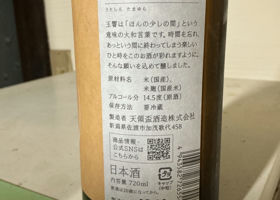 うたしろ たまゆら
玉響は「ほんの少しの間」という
意味の大和言葉です。時間を忘れ、
あっという間に終わってしまう楽しい
ひと時をこのお酒が彩れますように。
そんな願いを込めて醸しました。
原材料名 米(国産)、
米麹(国産)
アルコール分 14.5度(原酒)
保存方法 要冷蔵
製造者 天領盃酒造株式会社
新潟県佐渡市加茂歌代458
商品情報・
公式SNSは
こちらから
日本酒
内容量 720ml